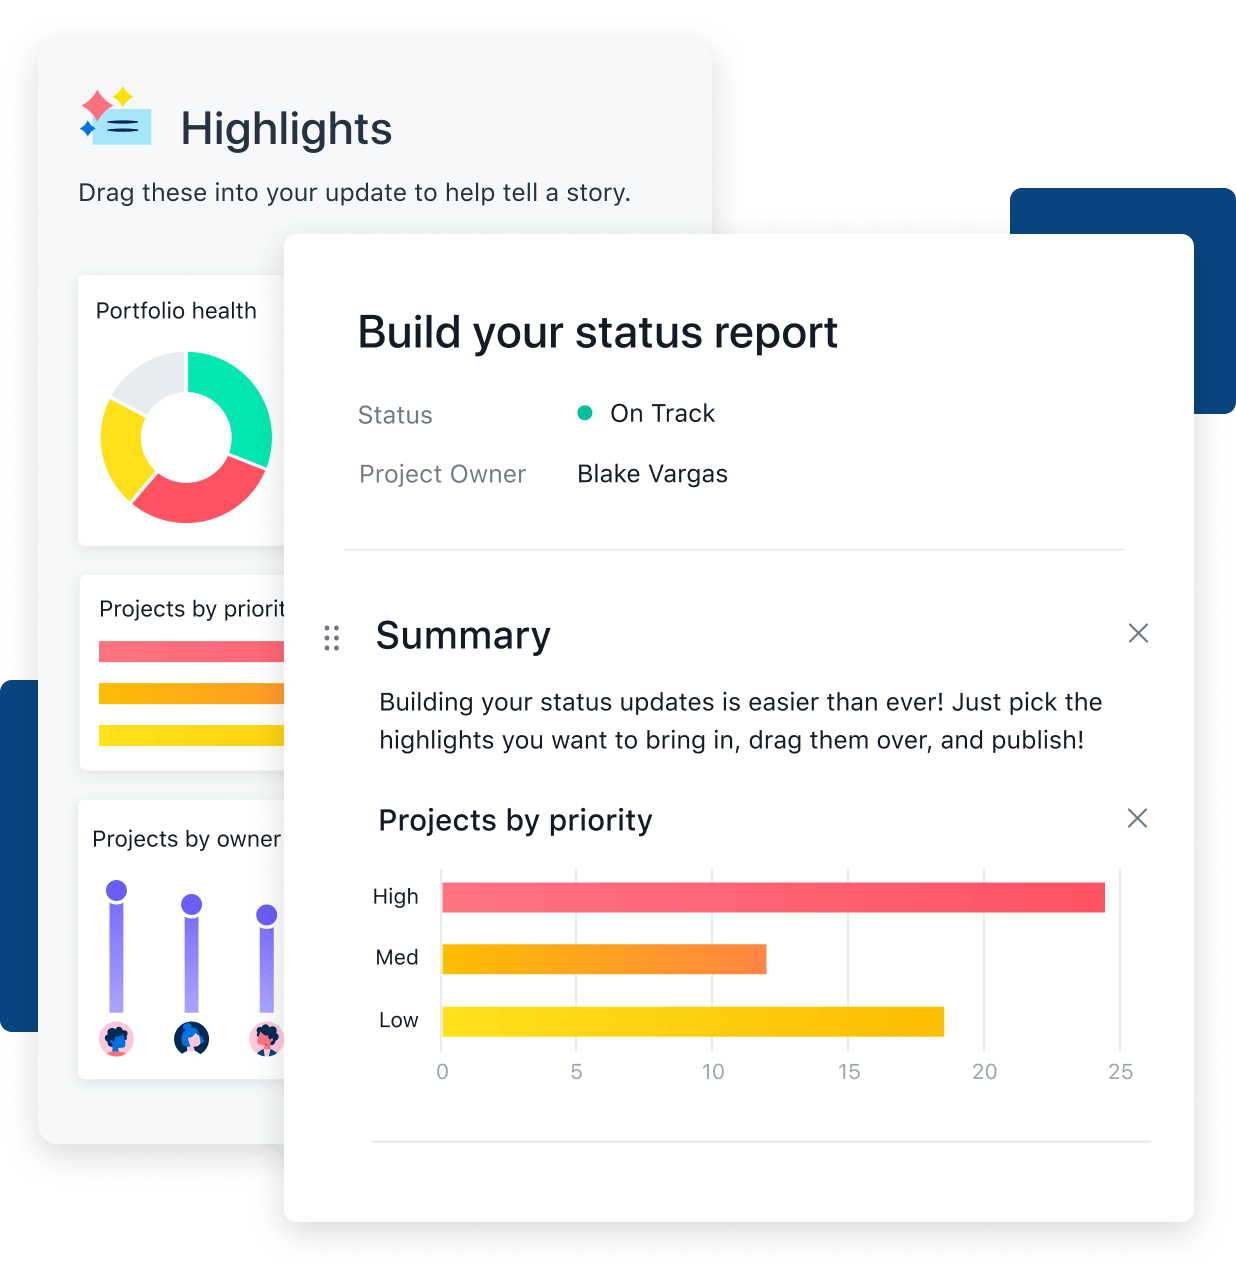 Highlights
Drag these into your update to help tell a story.
Portfolio health
Projects by priorit
Projects by owner
Build your status report
Status
On Track
Project Owner
Blake Vargas
Summary
Building your status updates is easier than ever! Just pick the
highlights you want to bring in, drag them over, and publish!
Projects by priority
High
Med
Low
0 5 10 15 20 25